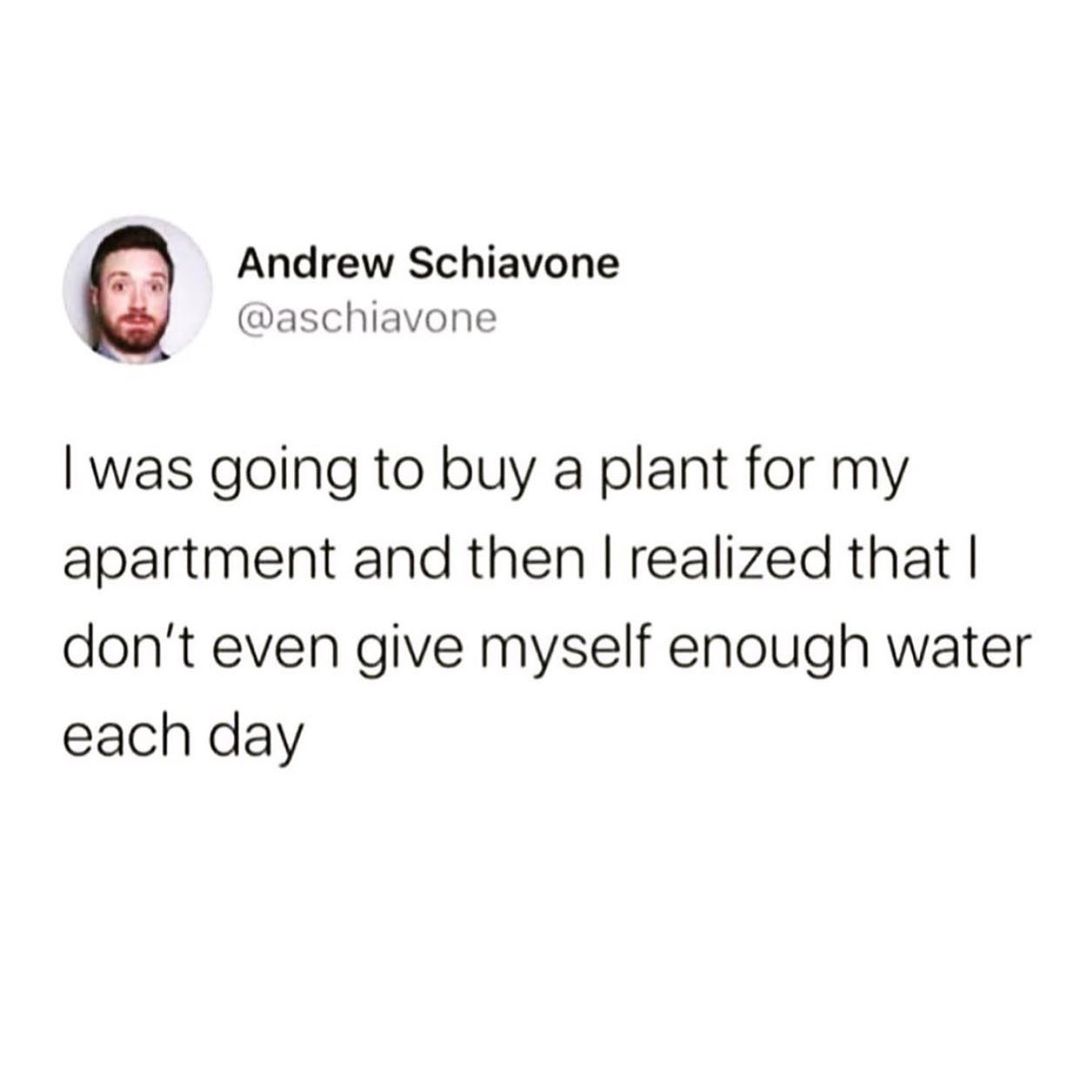 Andrew Schiavone
@aschiavone
I was going to buy a plant for my
apartment and then I realized that I
don’t even give myself enough water
each day